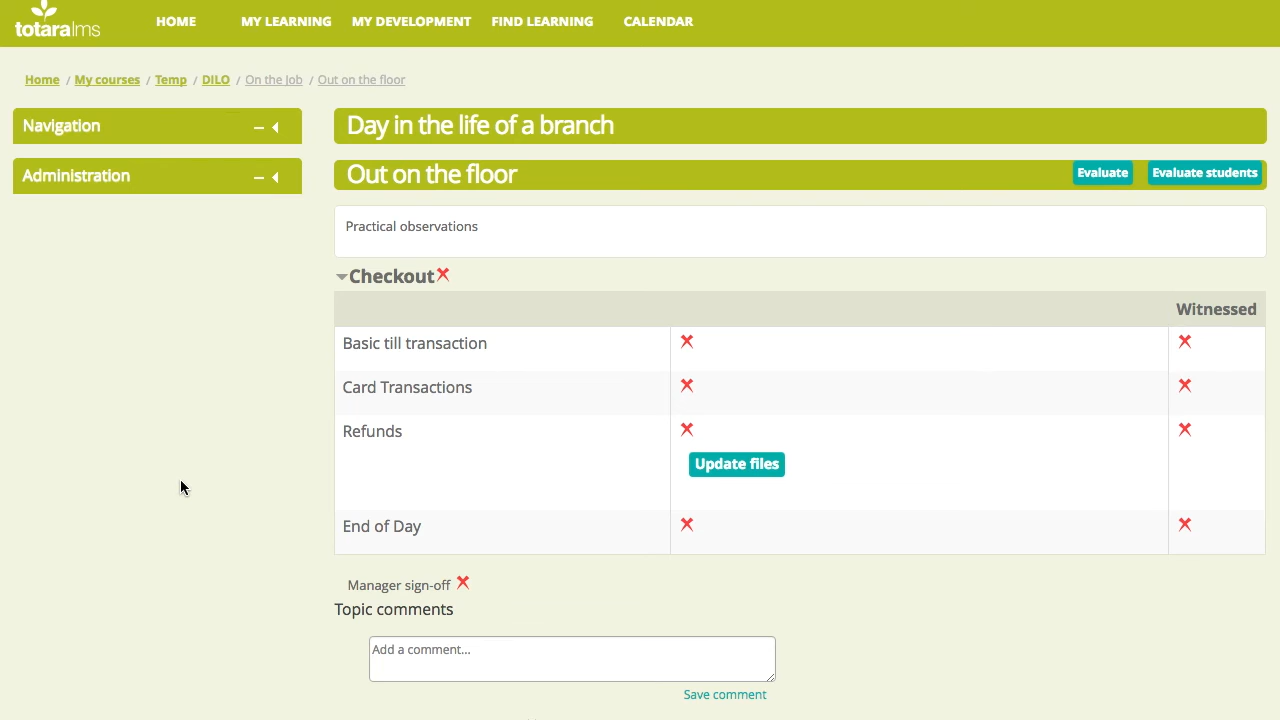 totaralms
HOME MY LEARNING MY DEVELOPMENT FIND LEARNING CALENDAR
Home / My courses / Temp / DILO / On the Job / Out on the floor
Navigation
Administration
Day in the life of a branch
Out on the floor
Evaluate Evaluate students
Practical observations
Checkout
Witnessed
Basic till transaction
Card Transactions
Refunds
Update files
End of Day
Manager sign-off
Topic comments
Add a comment...
Save comment